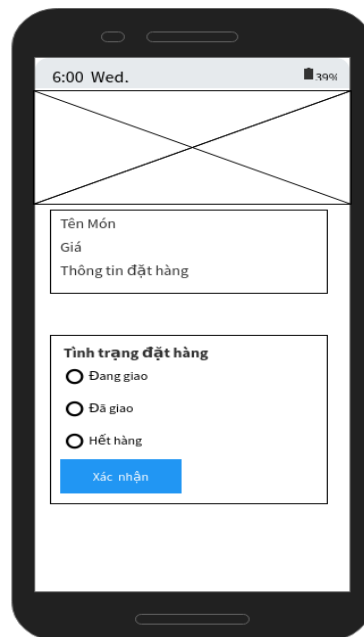 6:00 Wed.
39%
Tên Món
Giá
Thông tin đặt hàng
Tình trạng đặt hàng
Đang giao
Đã giao
Hết hàng
Xác nhận